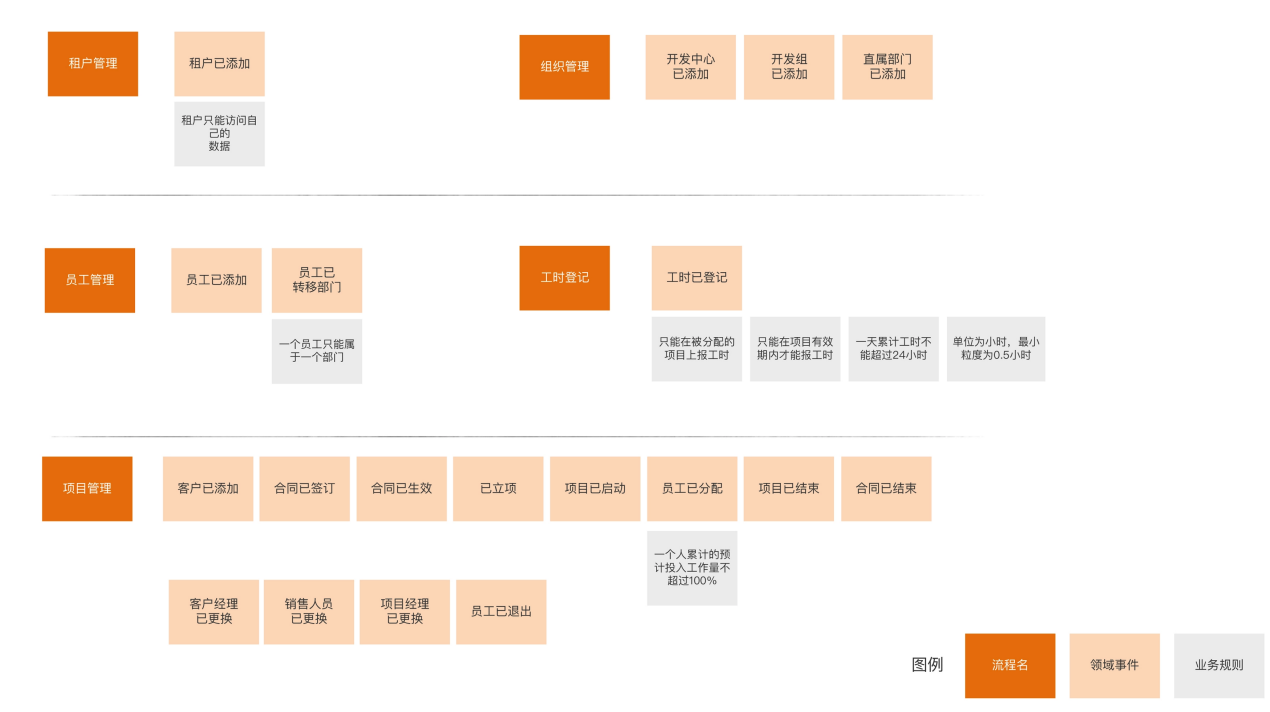 租户管理
租户已添加
租户只能访问自
己的
数据
组织管理
开发中心
已添加
开发组
已添加
直属部门
已添加
员工管理
员工已添加
员工已
转移部门
一个员工只能属
于一个部门
工时登记
工时已登记
只能在被分配的
项目上报工时
只能在项目有效
期内才能报工时
一天累计工时不
能超过24小时
单位为小时，最小
粒度为0.5小时
项目管理
客户已添加
合同已签订
合同已生效
已立项
项目已启动
员工已分配
项目已结束
合同已结束
一个人累计的预
计投入工作量不
超过100%
客户经理
已更换
销售人员
已更换
项目经理
已更换
员工已退出
图例
流程名
领域事件
业务规则